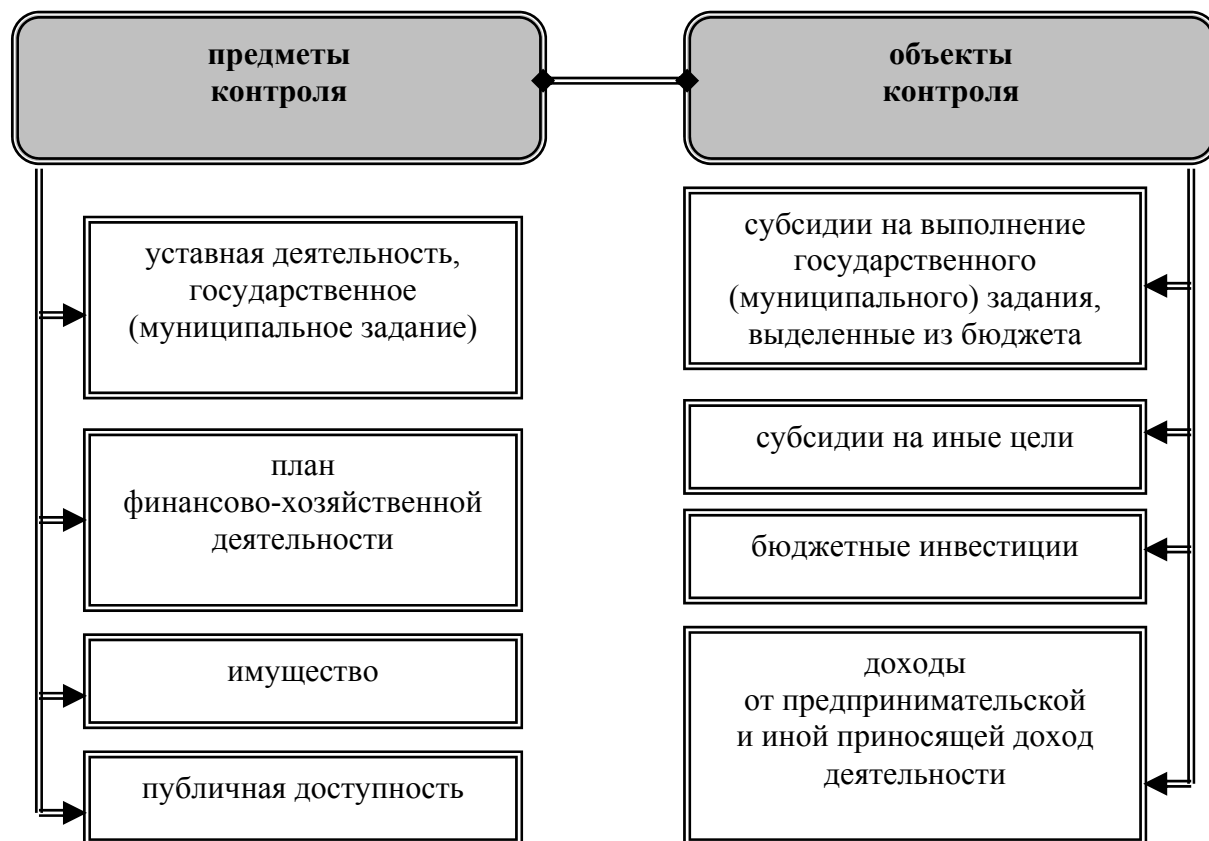 предметы
контроля
уставная деятельность,
государственное
(муниципальное задание)
план
финансово-хозяйственной
деятельности
имущество
публичная доступность
объекты
контроля
субсидии на выполнение
государственного
(муниципального) задания,
выделенные из бюджета
субсидии на иные цели
бюджетные инвестиции
доходы
от предпринимательской
и иной приносящей доход
деятельности